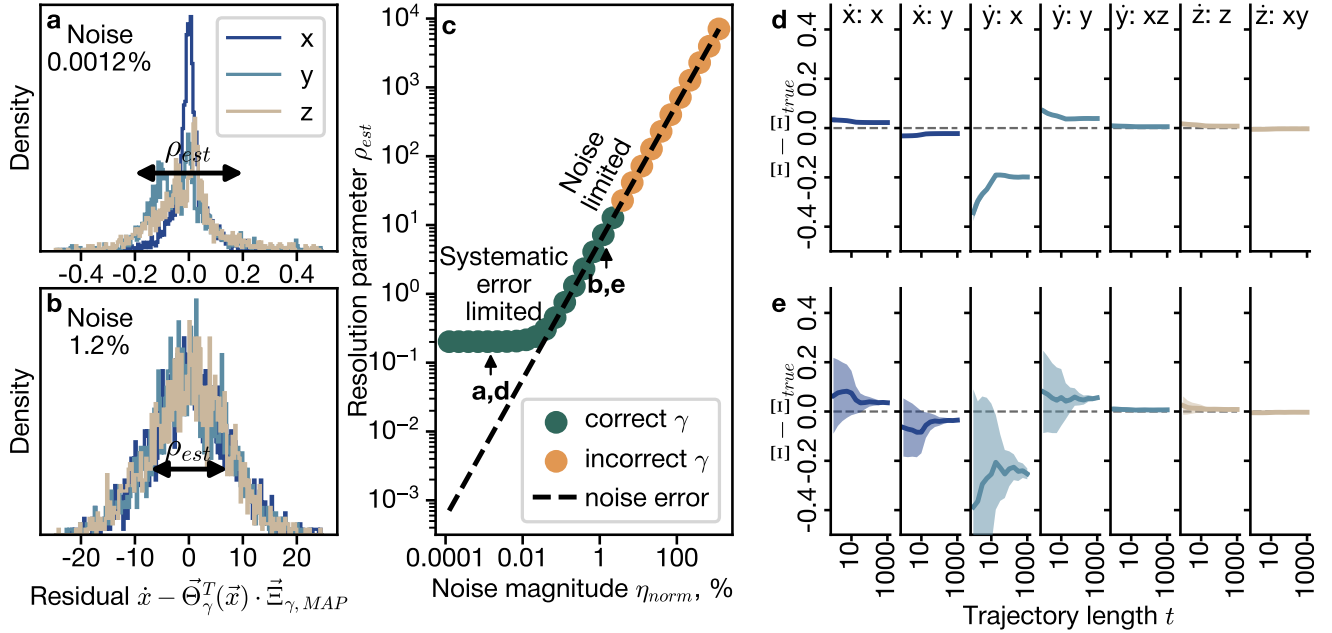 a
Noise
0.0012%
x
y
z
ρest
Density
-0.4 -0.2 0.0 0.2 0.4
b
Noise
1.2%
ρest
Density
-20 -10 0 10 20
Residual ẋ − Θ⃗ᵀγ(x⃗) · Ξ⃗γ, MAP
c
Resolution parameter ρest
10⁴
10³
10²
10¹
10⁰
10⁻¹
10⁻²
10⁻³
Noise
limited
Systematic
error
limited
b,e
a,d
correct γ
incorrect γ
noise error
0.0001 0.01 1 100
Noise magnitude ηnorm, %
d
ẋ: x ẋ: y ẏ: x ẏ: y ẏ: xz ż: z ż: xy
Ξ − Ξtrue
0.4
0.2
0.0
-0.2
-0.4
e
Ξ − Ξtrue
0.4
0.2
0.0
-0.2
-0.4
10 1000 10 1000 10 1000 10 1000 10 1000 10 1000 10 1000
Trajectory length t